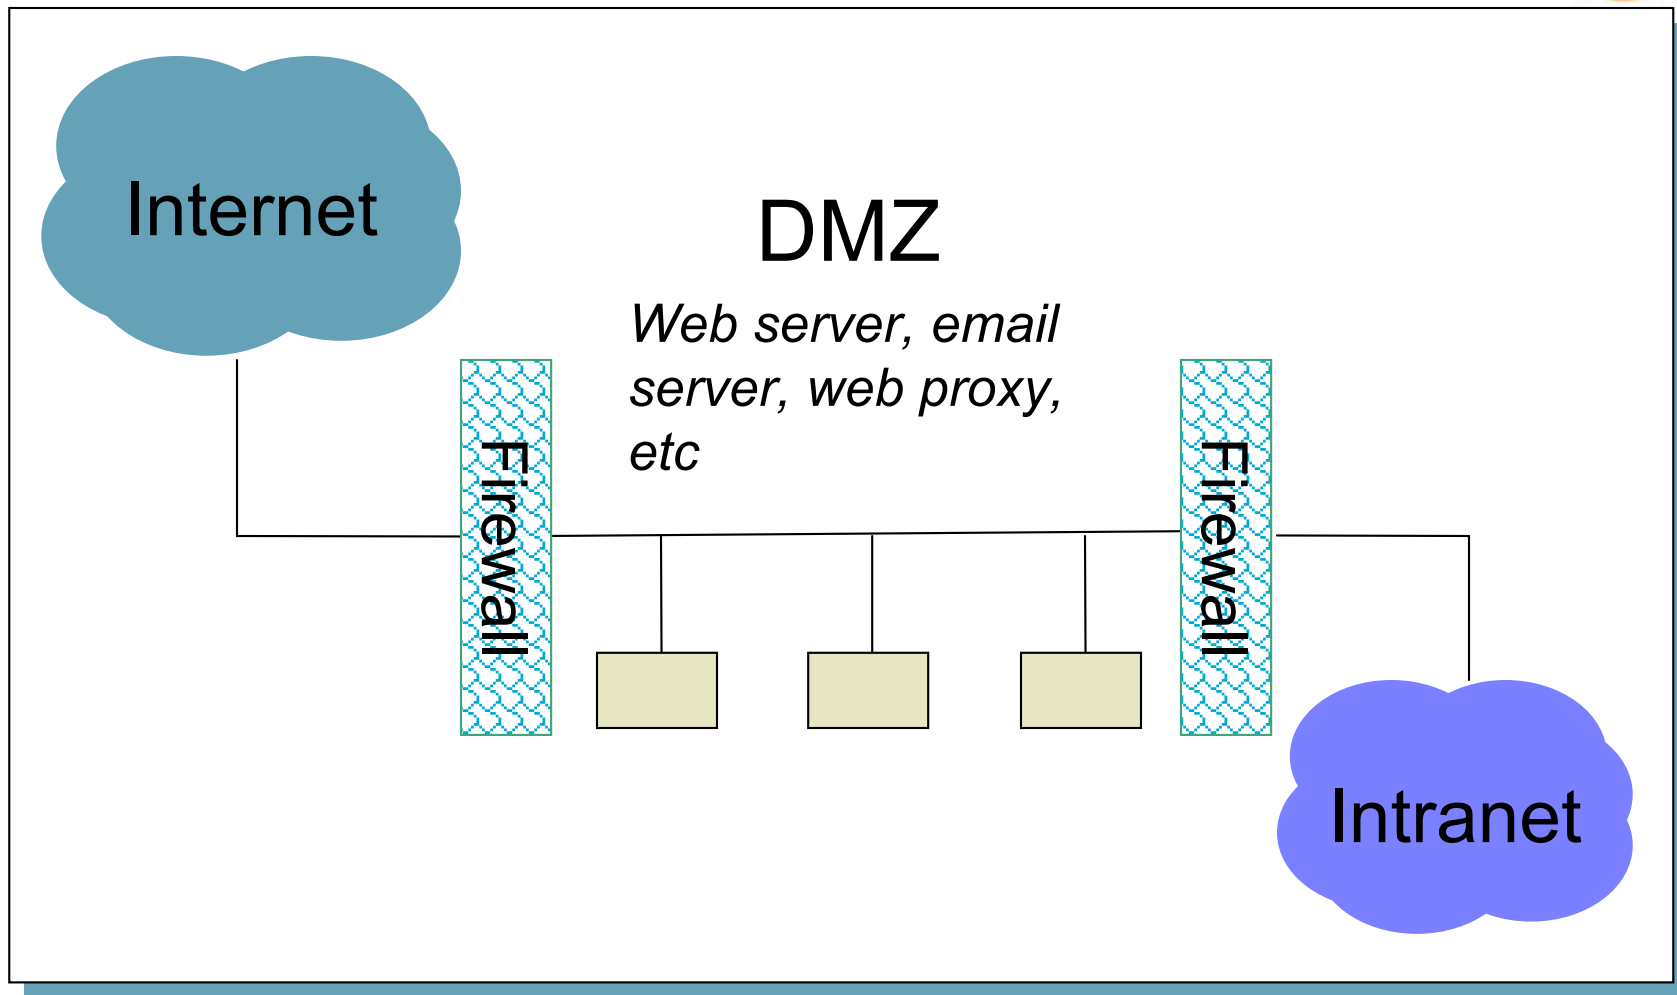 Internet
DMZ
Web server, email
server, web proxy,
etc
Firewall
Firewall
Intranet